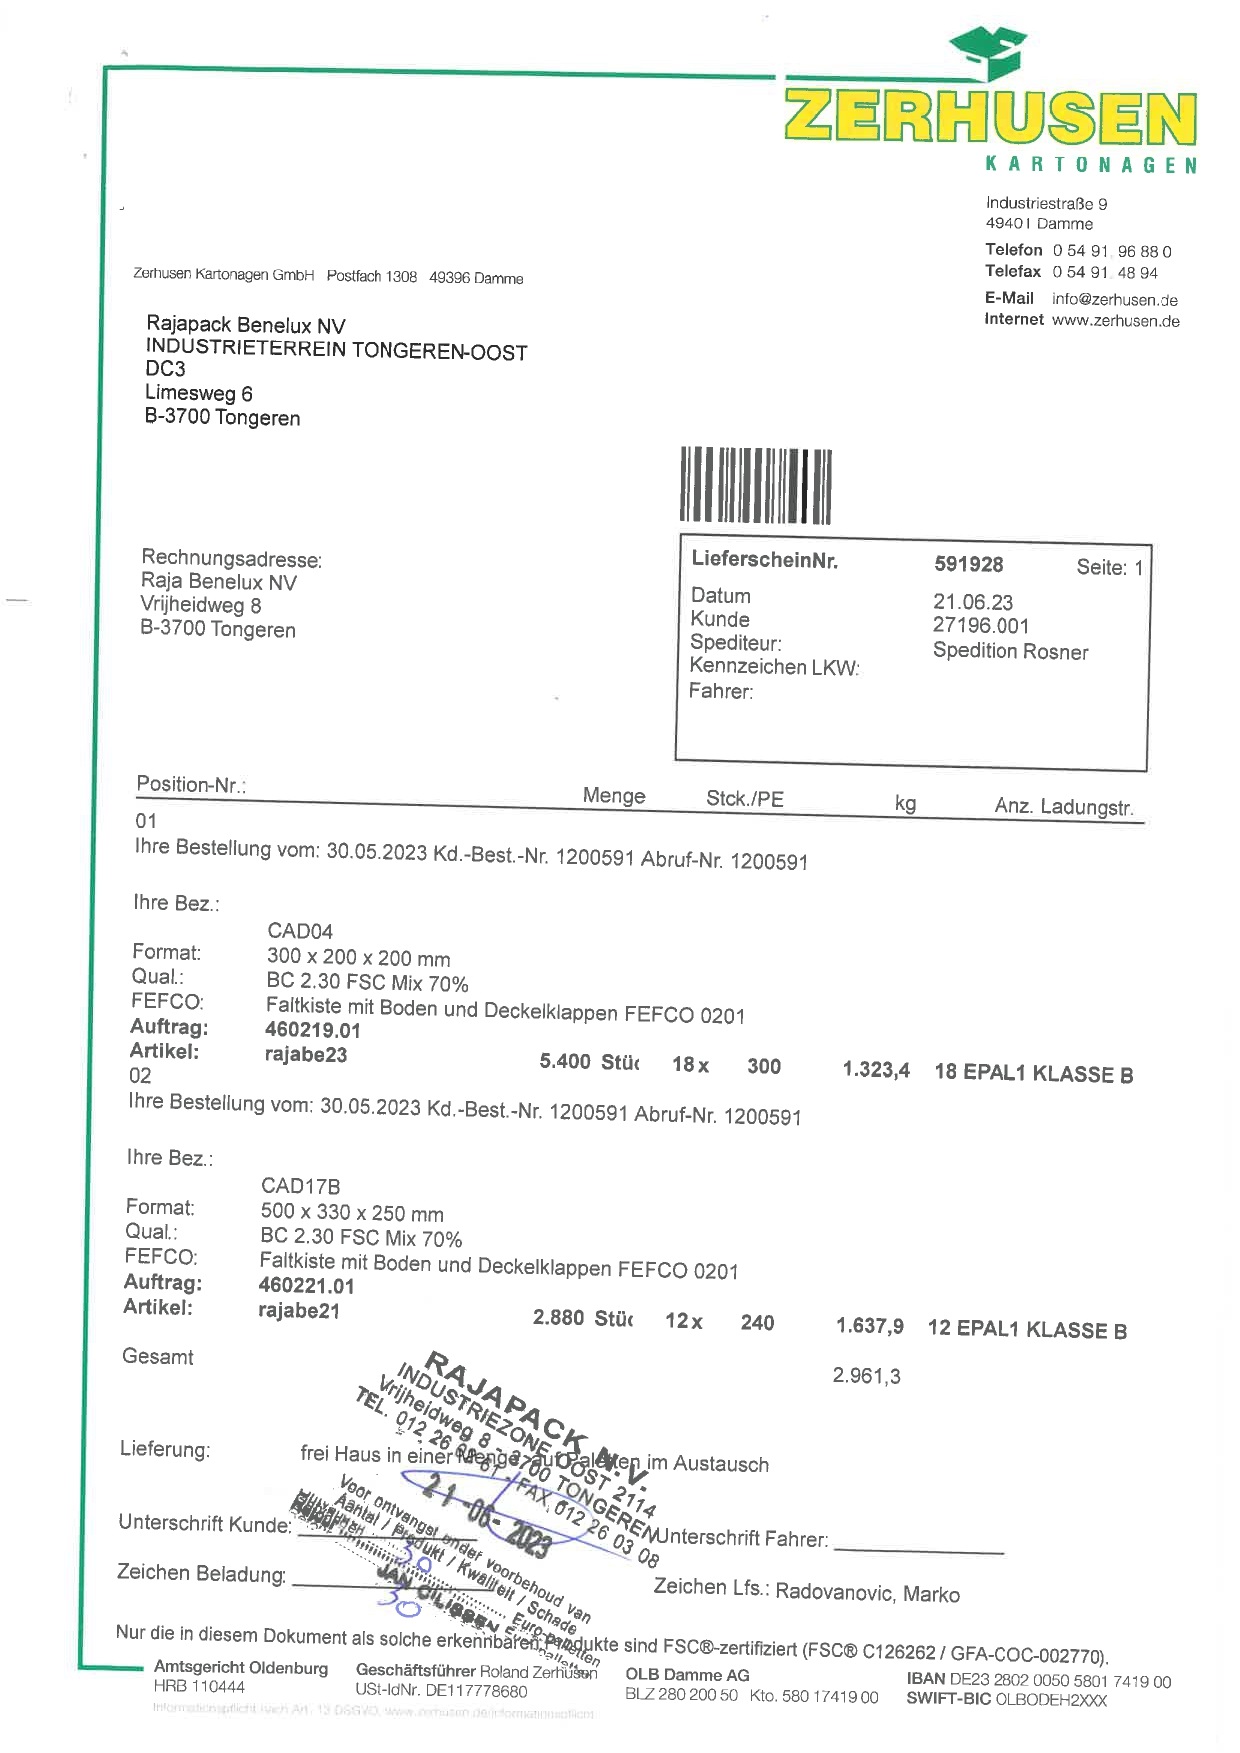 ZERHUSEN
KARTONAGEN
Industriestraße 9
49401 Damme
Telefon 0 54 91 96 88 0
Telefax 0 54 91 48 94
E-Mail info@zerhusen.de
Internet www.zerhusen.de
Zerhusen Kartonagen GmbH Postfach 1308 49396 Damme
Rajapack Benelux NV
INDUSTRIETERREIN TONGEREN-OOST
DC3
Limesweg 6
B-3700 Tongeren
Rechnungsadresse:
Raja Benelux NV
Vrijheidweg 8
B-3700 Tongeren
LieferscheinNr. 591928 Seite: 1
Datum 21.06.23
Kunde 27196.001
Spediteur: Spedition Rosner
Kennzeichen LKW:
Fahrer:
Position-Nr.: Menge Stck./PE kg Anz. Ladungstr.
01
Ihre Bestellung vom: 30.05.2023 Kd.-Best.-Nr. 1200591 Abruf-Nr. 1200591
Ihre Bez.:
CAD04
Format: 300 x 200 x 200 mm
Qual.: BC 2.30 FSC Mix 70%
FEFCO: Faltkiste mit Boden und Deckelklappen FEFCO 0201
Auftrag: 460219.01
Artikel: rajabe23 5.400 Stüc 18 x 300 1.323,4 18 EPAL1 KLASSE B
02
Ihre Bestellung vom: 30.05.2023 Kd.-Best.-Nr. 1200591 Abruf-Nr. 1200591
Ihre Bez.:
CAD17B
Format: 500 x 330 x 250 mm
Qual.: BC 2.30 FSC Mix 70%
FEFCO: Faltkiste mit Boden und Deckelklappen FEFCO 0201
Auftrag: 460221.01
Artikel: rajabe21 2.880 Stüc 12 x 240 1.637,9 12 EPAL1 KLASSE B
Gesamt 2.961,3
RAJAPACK N.V.
INDUSTRIEZONE OOST 2114
Vrijheidweg 8 - 3700 TONGEREN
TEL. 012 26 00 61 - FAX 012 26 03 08
Lieferung: frei Haus in einer Menge auf Paletten im Austausch
21-06-2023
Voor ontvangst onder voorbehoud van
Aantal / Produkt / Kwaliteit / Schade
30 Euro-paletten
JAN CILISSEN
30
Unterschrift Kunde: Unterschrift Fahrer:
Zeichen Beladung: Zeichen Lfs.: Radovanovic, Marko
Nur die in diesem Dokument als solche erkennbaren Produkte sind FSC®-zertifiziert (FSC® C126262 / GFA-COC-002770).
Amtsgericht Oldenburg Geschäftsführer Roland Zerhusen OLB Damme AG IBAN DE23 2802 0050 5801 7419 00
HRB 110444 USt-IdNr. DE117778680 BLZ 280 200 50 Kto. 580 17419 00 SWIFT-BIC OLBODEH2XXX
Informationspflicht nach Art. 13 DSGVO, www.zerhusen.de/informationspflicht